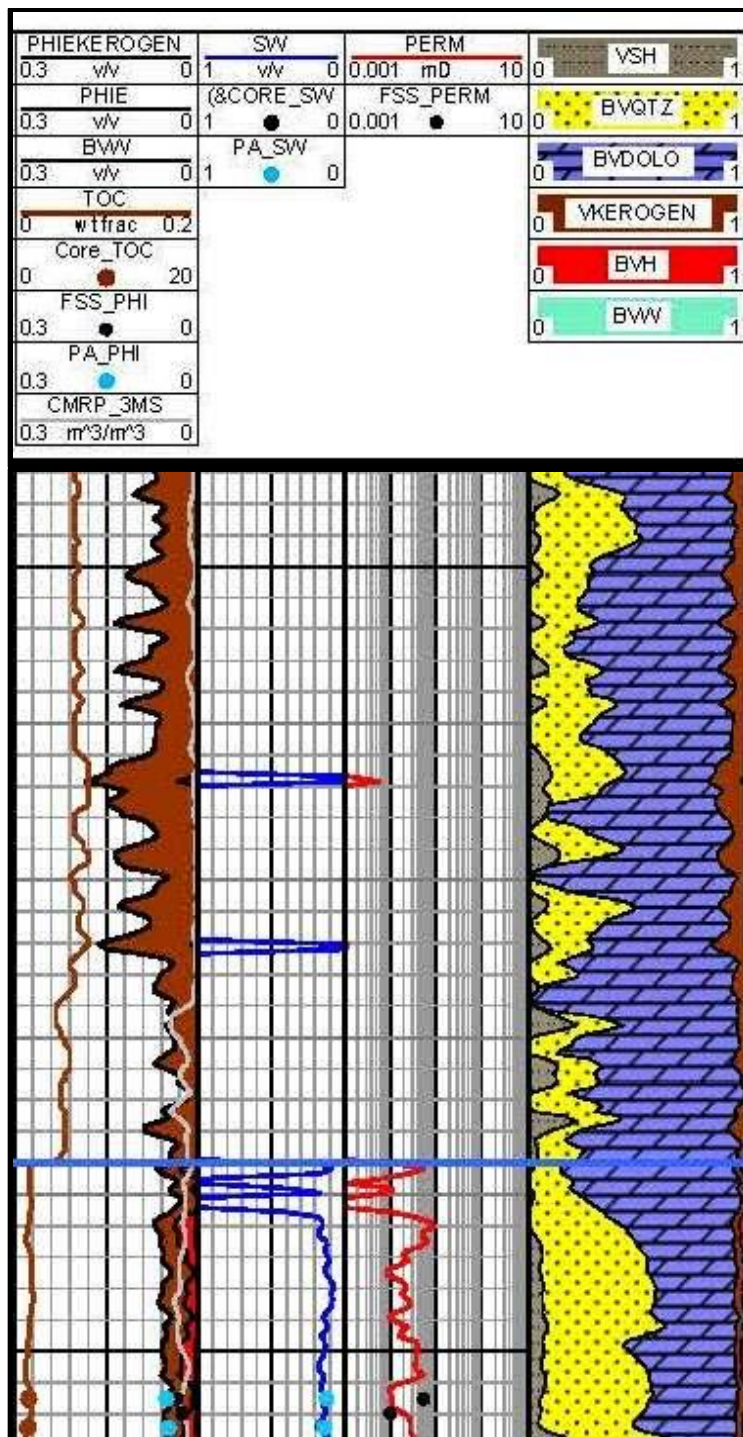 PHIEKEROGEN
0.3 v/v 0
PHIE
0.3 v/v 0
BVW
0.3 v/v 0
TOC
0 wtfrac 0.2
Core_TOC
0 20
FSS_PHI
0.3 0
PA_PHI
0.3 0
CMRP_3MS
0.3 m^3/m^3 0
SW
1 v/v 0
(&CORE_SW
1 0
PA_SW
1 0
PERM
0.001 mD 10
FSS_PERM
0.001 10
0 VSH 1
0 BVQTZ 1
0 BVDOLO 1
0 VKEROGEN 1
0 BVH 1
0 BVW 1